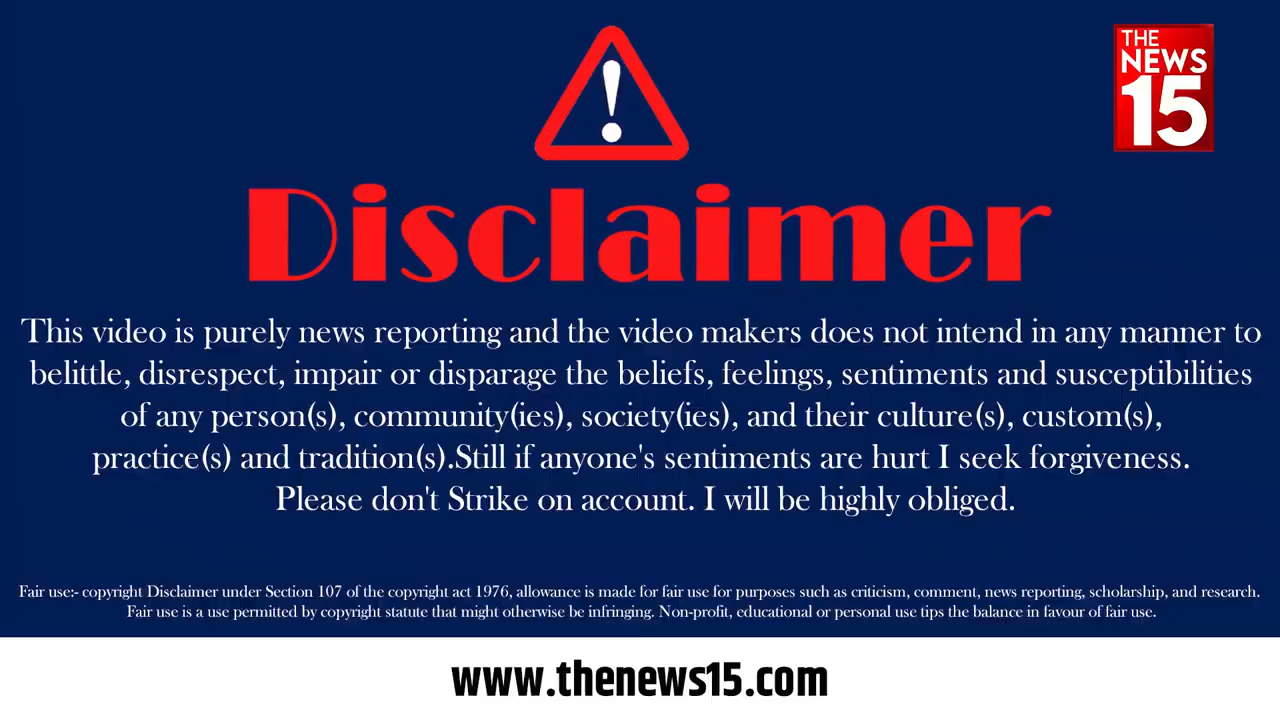 THE
NEWS
15
Disclaimer
This video is purely news reporting and the video makers does not intend in any manner to
belittle, disrespect, impair or disparage the beliefs, feelings, sentiments and susceptibilities
of any person(s), community(ies), society(ies), and their culture(s), custom(s),
practice(s) and tradition(s).Still if anyone's sentiments are hurt I seek forgiveness.
Please don't Strike on account. I will be highly obliged.
Fair use:- copyright Disclaimer under Section 107 of the copyright act 1976, allowance is made for fair use for purposes such as criticism, comment, news reporting, scholarship, and research.
Fair use is a use permitted by copyright statute that might otherwise be infringing. Non-profit, educational or personal use tips the balance in favour of fair use.
www.thenews15.com